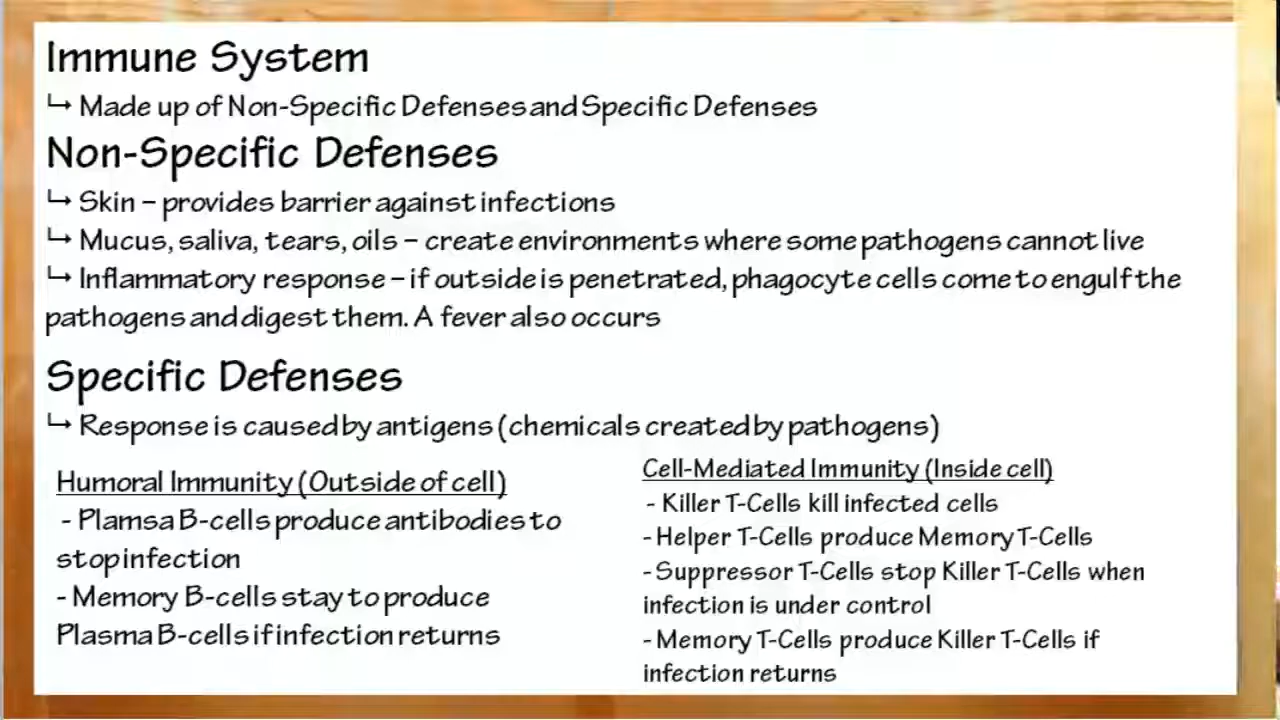 Immune System
↳ Made up of Non-Specific Defenses and Specific Defenses
Non-Specific Defenses
↳ Skin – provides barrier against infections
↳ Mucus, saliva, tears, oils – create environments where some pathogens cannot live
↳ Inflammatory response – if outside is penetrated, phagocyte cells come to engulf the
pathogens and digest them. A fever also occurs
Specific Defenses
↳ Response is caused by antigens (chemicals created by pathogens)
Humoral Immunity (Outside of cell)
- Plamsa B-cells produce antibodies to
stop infection
- Memory B-cells stay to produce
Plasma B-cells if infection returns
Cell-Mediated Immunity (Inside cell)
- Killer T-Cells kill infected cells
- Helper T-Cells produce Memory T-Cells
- Suppressor T-Cells stop Killer T-Cells when
infection is under control
- Memory T-Cells produce Killer T-Cells if
infection returns